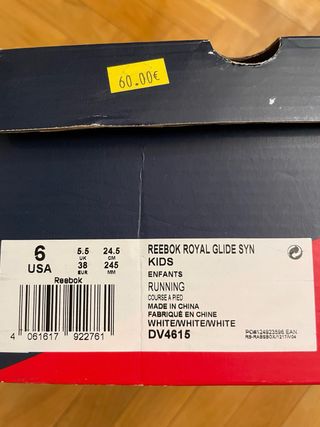 60.00€
6
USA
5.5
UK
38
EUR
24.5
CM
245
MM
Reebok
4 061617 922761
REEBOK ROYAL GLIDE SYN
KIDS
ENFANTS
RUNNING
COURSE A PIED
MADE IN CHINA
FABRIQUÉ EN CHINE
WHITE/WHITE/WHITE
DV4615
EAN